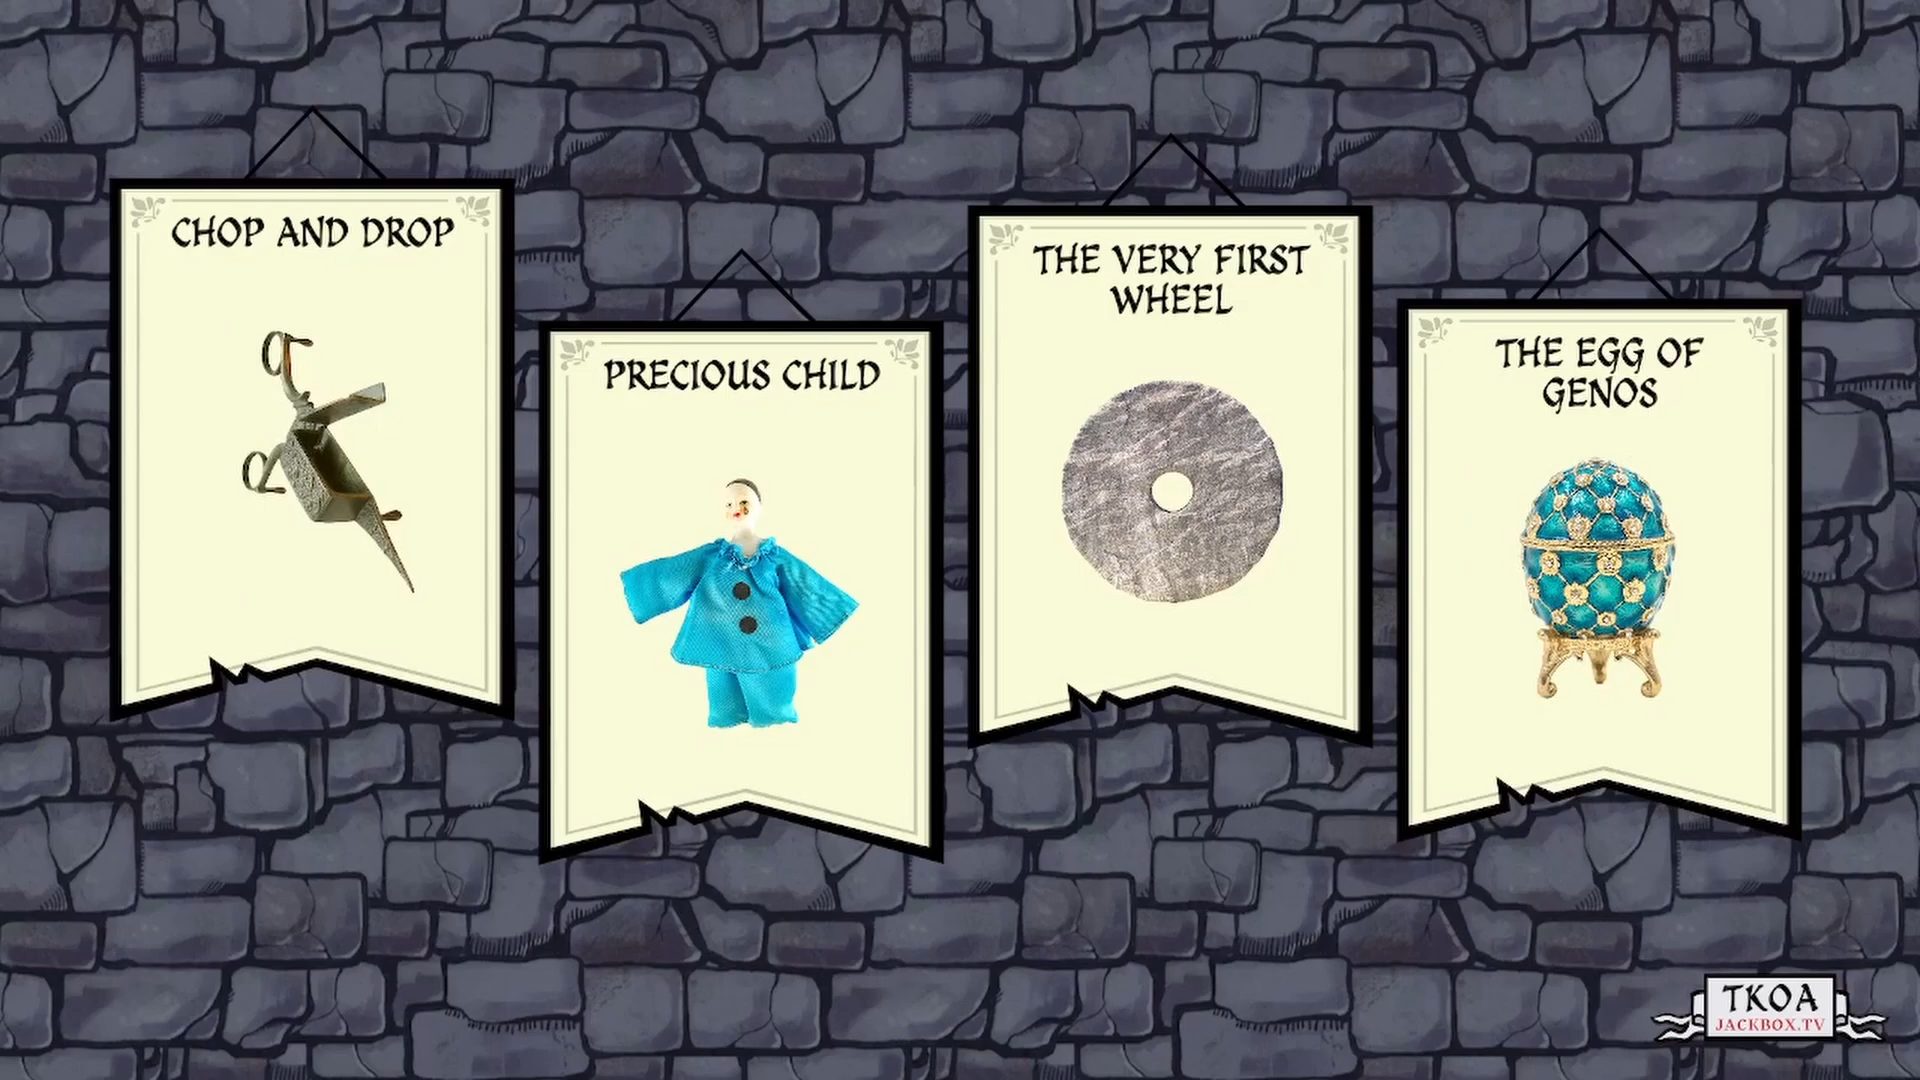 CHOP AND DROP
PRECIOUS CHILD
THE VERY FIRST
WHEEL
THE EGG OF
GENOS
TKOA
JACKBOX.TV